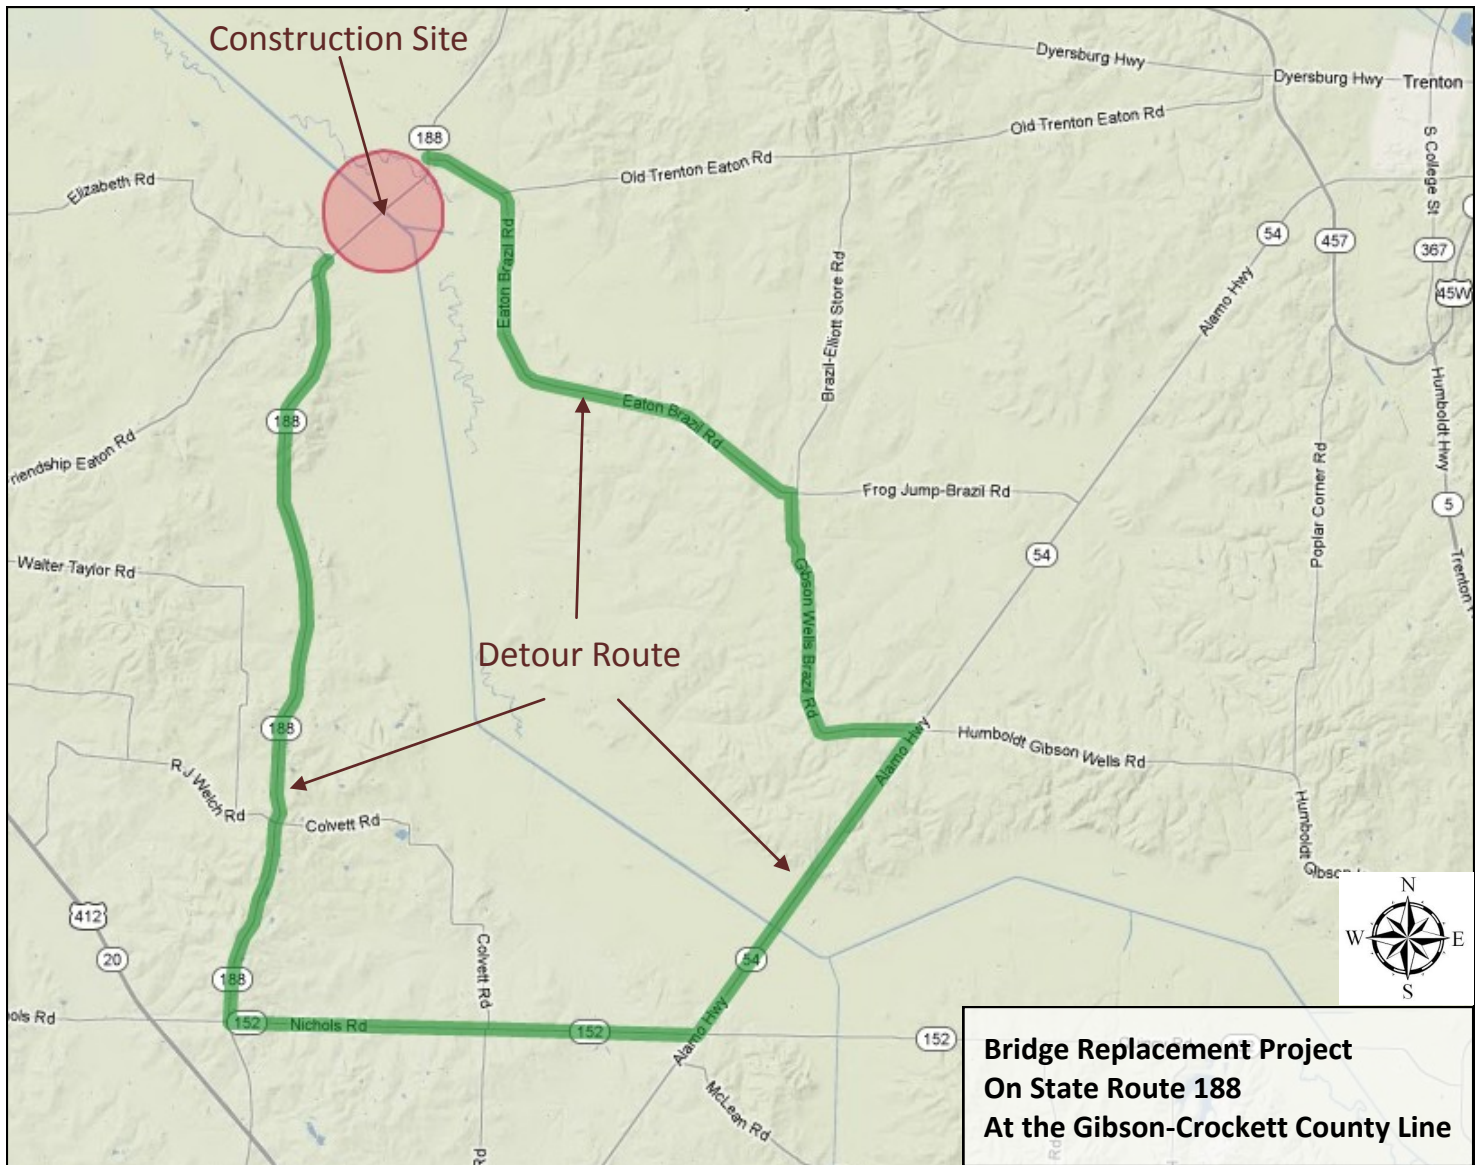 Construction Site
Dyersburg Hwy
Dyersburg Hwy
Trenton
188
Old Trenton Eaton Rd
Old Trenton Eaton Rd
S College St
Elizabeth Rd
54
457
367
45W
Eaton Brazil Rd
Brazil-Elliott Store Rd
Alamo Hwy
188
Eaton Brazil Rd
Humboldt Hwy
riendship Eaton Rd
Frog Jump-Brazil Rd
Poplar Corner Rd
5
54
Trenton
Walter Taylor Rd
Gibson Wells Brazil Rd
Detour Route
188
Alamo Hwy
Humboldt Gibson Wells Rd
R J Welch Rd
Colvett Rd
Humboldt
Gibson
412
20
Colvett Rd
54
188
N
W E
S
ols Rd
152
Nichols Rd
152
Alamo Hwy
152
McLean Rd
Rd
Bridge Replacement Project
On State Route 188
At the Gibson-Crockett County Line